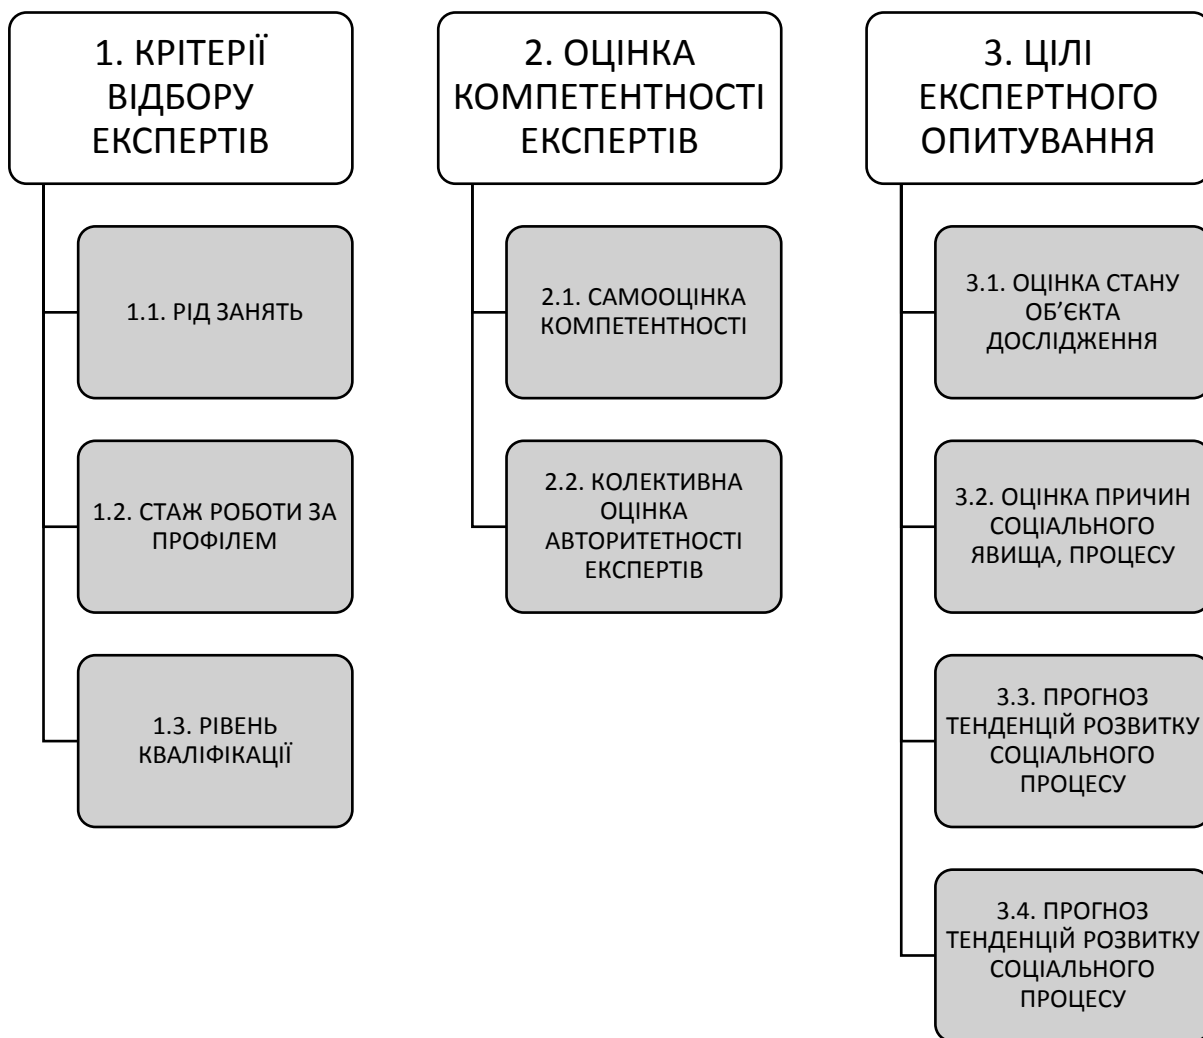 1. КРІТЕРІЇ
ВІДБОРУ
ЕКСПЕРТІВ
1.1. РІД ЗАНЯТЬ
1.2. СТАЖ РОБОТИ ЗА
ПРОФІЛЕМ
1.3. РІВЕНЬ
КВАЛІФІКАЦІЇ
2. ОЦІНКА
КОМПЕТЕНТНОСТІ
ЕКСПЕРТІВ
2.1. САМООЦІНКА
КОМПЕТЕНТНОСТІ
2.2. КОЛЕКТИВНА
ОЦІНКА
АВТОРИТЕТНОСТІ
ЕКСПЕРТІВ
3. ЦІЛІ
ЕКСПЕРТНОГО
ОПИТУВАННЯ
3.1. ОЦІНКА СТАНУ
ОБ’ЄКТА
ДОСЛІДЖЕННЯ
3.2. ОЦІНКА ПРИЧИН
СОЦІАЛЬНОГО
ЯВИЩА, ПРОЦЕСУ
3.3. ПРОГНОЗ
ТЕНДЕНЦІЙ РОЗВИТКУ
СОЦІАЛЬНОГО
ПРОЦЕСУ
3.4. ПРОГНОЗ
ТЕНДЕНЦІЙ РОЗВИТКУ
СОЦІАЛЬНОГО
ПРОЦЕСУ